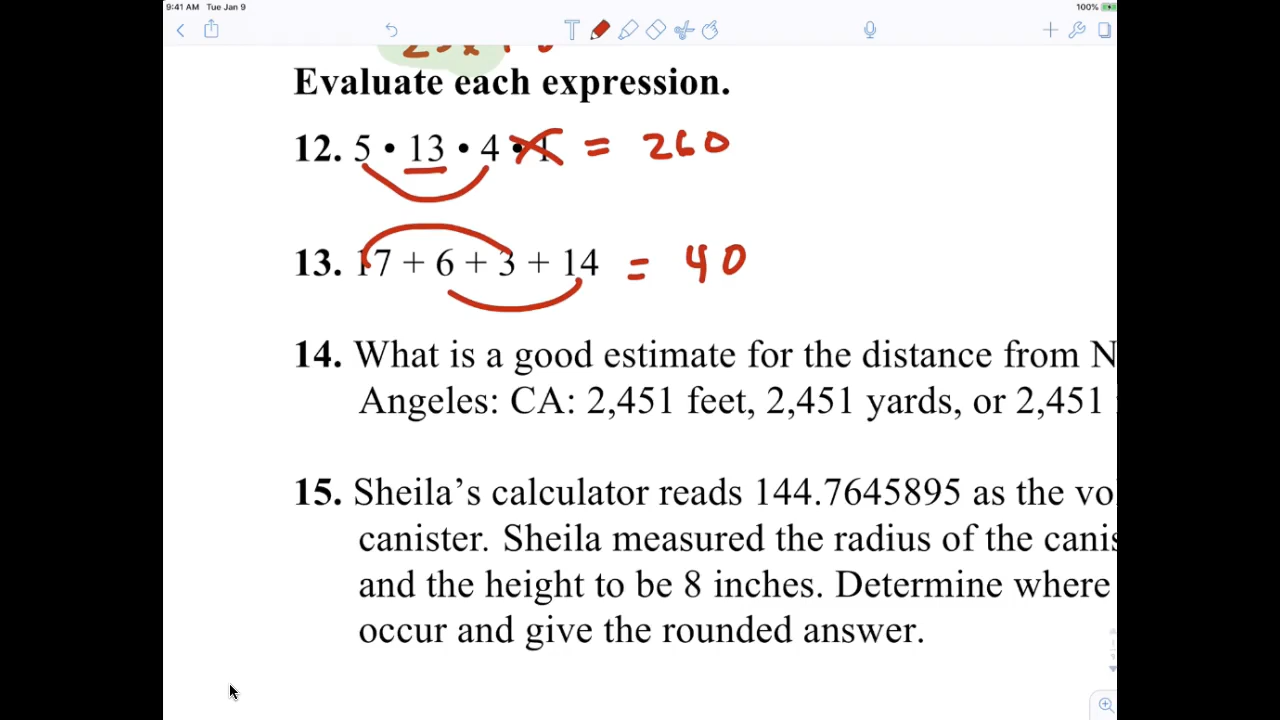 9:41 AM Tue Jan 9 100%
Evaluate each expression.
12. 5 • 13 • 4 • 1 = 260
13. 17 + 6 + 3 + 14 = 40
14. What is a good estimate for the distance from N
Angeles: CA: 2,451 feet, 2,451 yards, or 2,451
15. Sheila's calculator reads 144.7645895 as the vo
canister. Sheila measured the radius of the canis
and the height to be 8 inches. Determine where
occur and give the rounded answer.